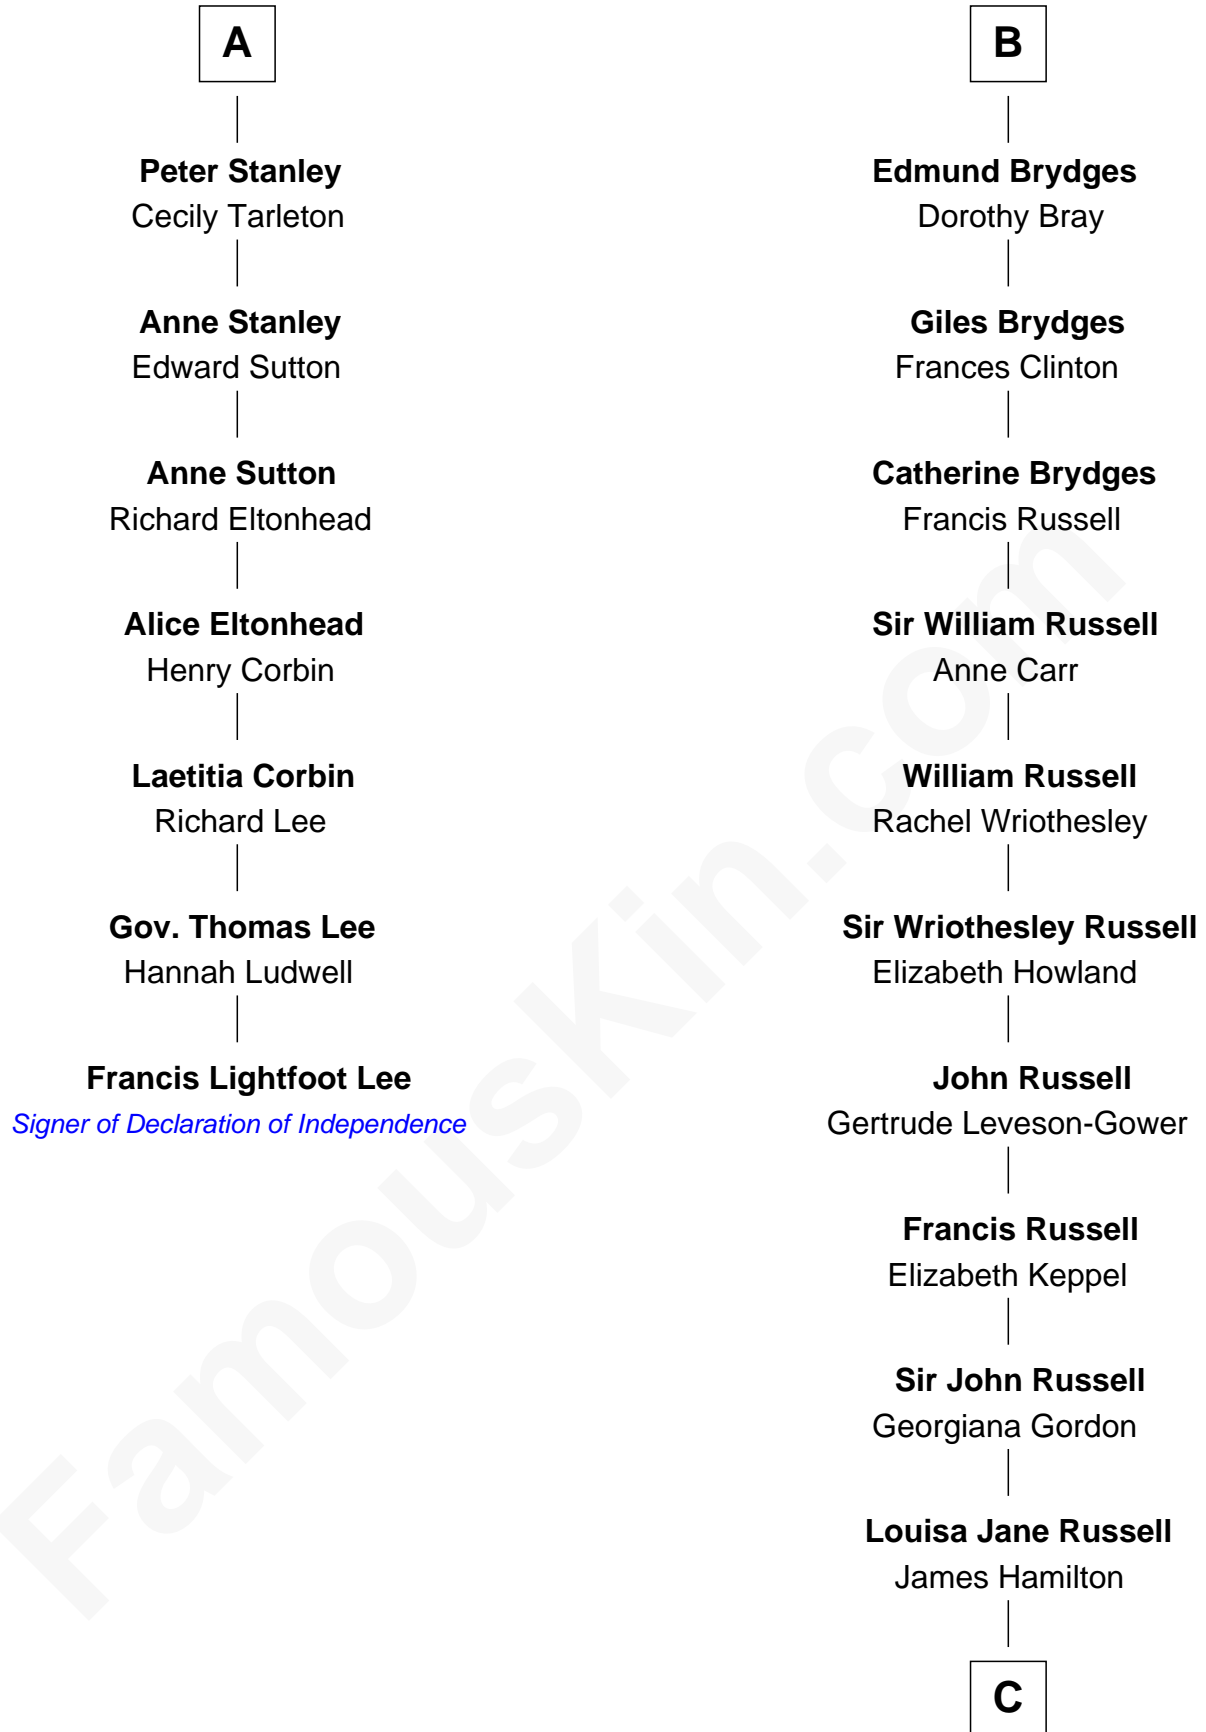 A
Peter Stanley
Cecily Tarleton
Anne Stanley
Edward Sutton
Anne Sutton
Richard Eltonhead
Alice Eltonhead
Henry Corbin
Laetitia Corbin
Richard Lee
Gov. Thomas Lee
Hannah Ludwell
Francis Lightfoot Lee
Signer of Declaration of Independence
B
Edmund Brydges
Dorothy Bray
Giles Brydges
Frances Clinton
Catherine Brydges
Francis Russell
Sir William Russell
Anne Carr
William Russell
Rachel Wriothesley
Sir Wriothesley Russell
Elizabeth Howland
John Russell
Gertrude Leveson-Gower
Francis Russell
Elizabeth Keppel
Sir John Russell
Georgiana Gordon
Louisa Jane Russell
James Hamilton
C
FamousKin.com